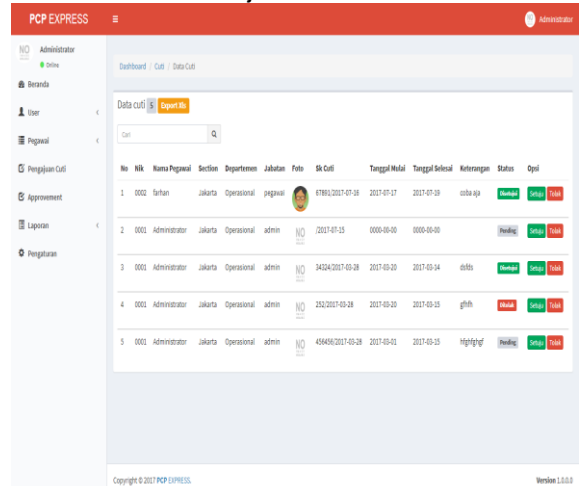 PCP EXPRESS
Administrator
NO
Administrator
Online
Beranda
User
Pegawai
Pengajuan Cuti
Approvement
Laporan
Pengaturan
Dashboard / Cuti / Data Cuti
Data cuti 5 Export Xls
Cari
No Nik Nama Pegawai Section Departemen Jabatan Foto Sk Cuti Tanggal Mulai Tanggal Selesai Keterangan Status Opsi
1 0002 farhan Jakarta Operasional pegawai 67891/2017-07-16 2017-07-17 2017-07-19 coba aja Disetujui Setuju Tolak
2 0001 Administrator Jakarta Operasional admin NO /2017-07-15 0000-00-00 0000-00-00 Pending Setuju Tolak
3 0001 Administrator Jakarta Operasional admin NO 34324/2017-03-28 2017-03-20 2017-03-14 dsfds Disetujui Setuju Tolak
4 0001 Administrator Jakarta Operasional admin NO 252/2017-03-28 2017-03-20 2017-03-15 gfhfh Ditolak Setuju Tolak
5 0001 Administrator Jakarta Operasional admin NO 456456/2017-03-28 2017-03-01 2017-03-15 hfghfghgf Pending Setuju Tolak
Copyright © 2017 PCP EXPRESS.
Version 1.0.0.0